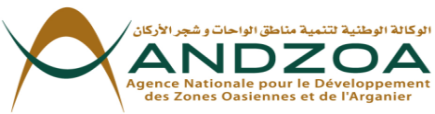 الوكالة الوطنية لتنمية مناطق الواحات و شجر الأركان
ANDZOA
Agence Nationale pour le Développement
des Zones Oasiennes et de l'Arganier